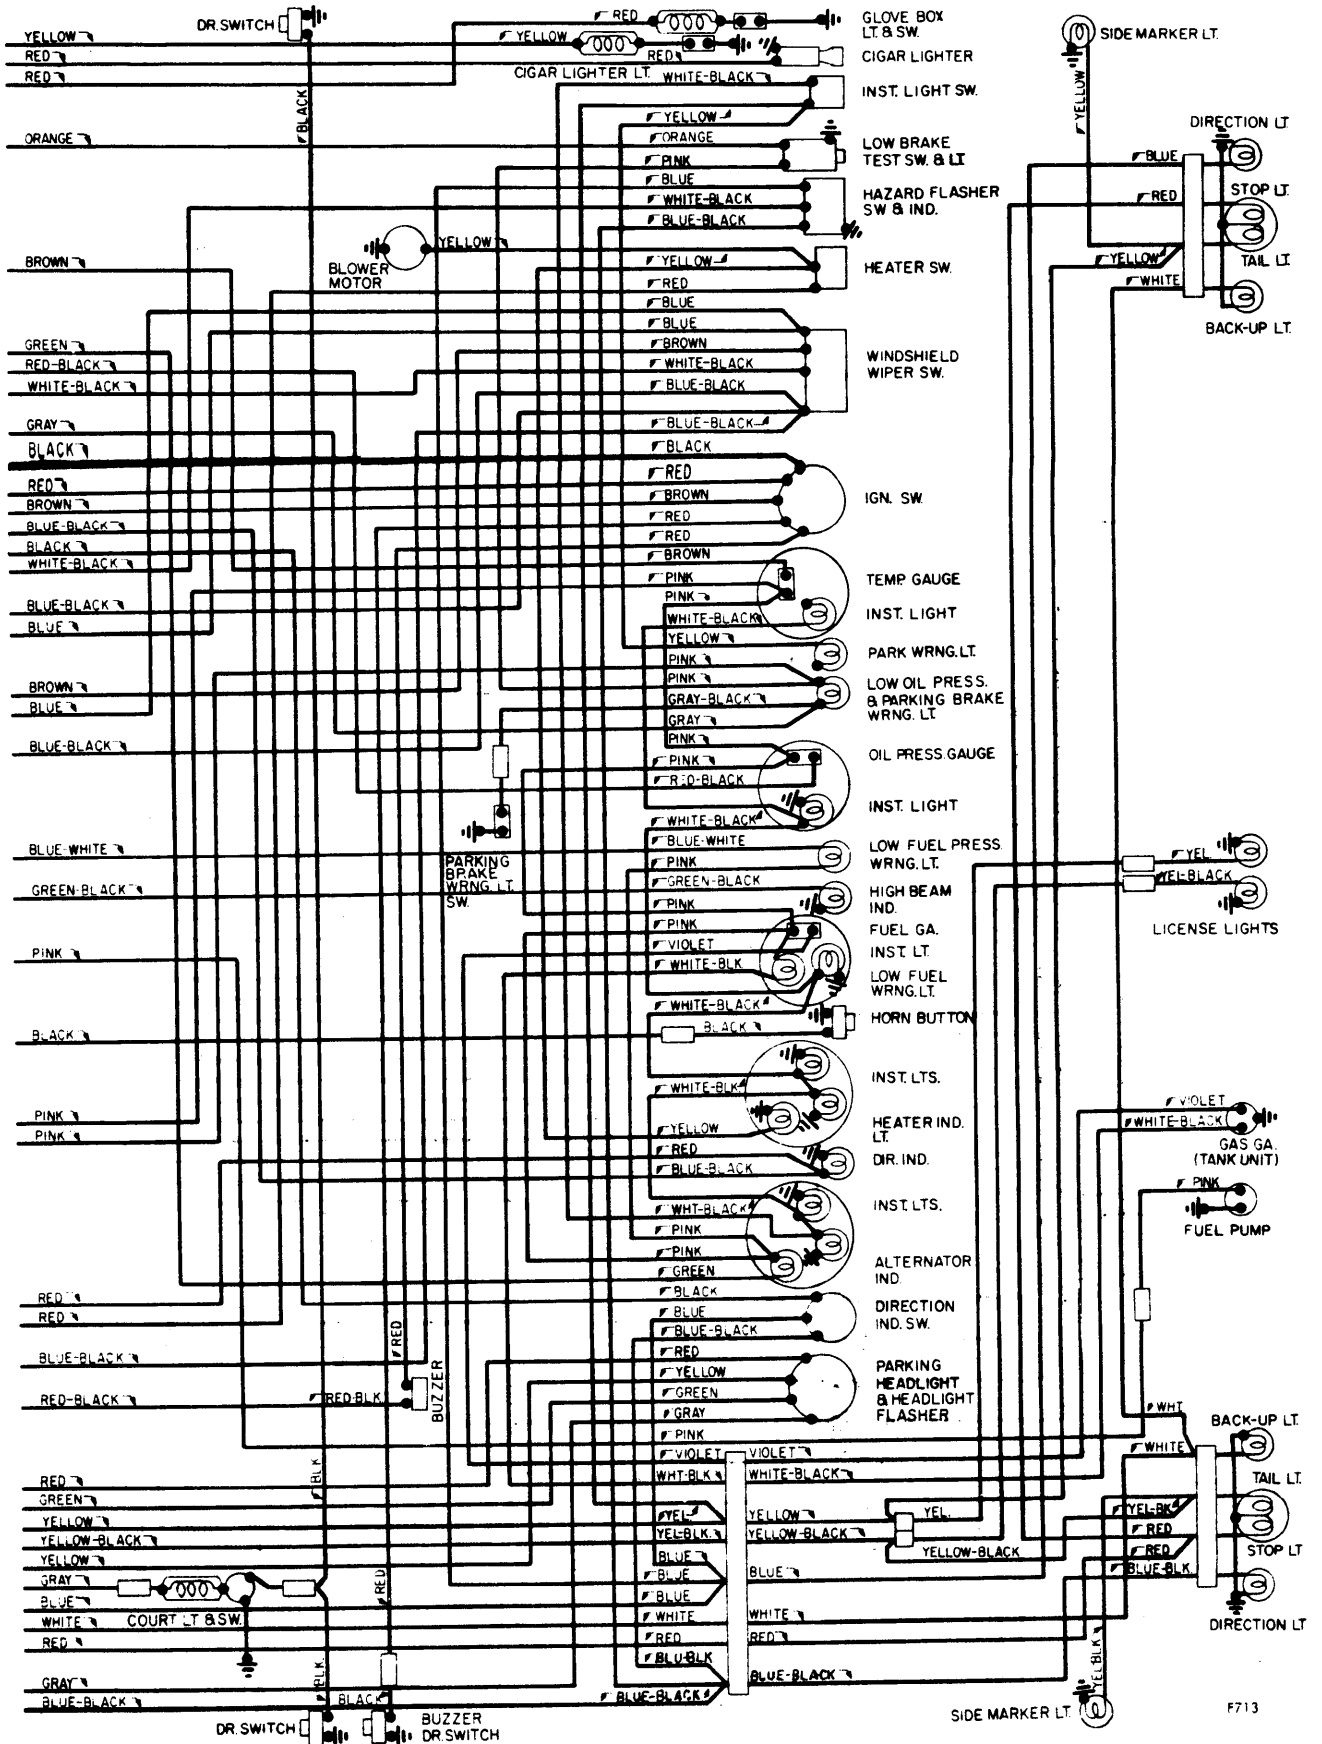 DR. SWITCH
RED
GLOVE BOX
LT. & SW.
YELLOW
YELLOW
RED
RED
CIGAR LIGHTER
RED
CIGAR LIGHTER LT.
WHITE-BLACK
INST. LIGHT SW.
BLACK
YELLOW
ORANGE
ORANGE
LOW BRAKE
TEST SW. & LT
PINK
BLUE
WHITE-BLACK
HAZARD FLASHER
SW & IND.
BLUE-BLACK
YELLOW
BLOWER
MOTOR
BROWN
YELLOW
HEATER SW.
RED
BLUE
BLUE
GREEN
BROWN
WINDSHIELD
WIPER SW.
RED-BLACK
WHITE-BLACK
WHITE-BLACK
BLUE-BLACK
GRAY
BLUE-BLACK
BLACK
BLACK
RED
RED
BROWN
BROWN
IGN. SW.
BLUE-BLACK
RED
BLACK
RED
WHITE-BLACK
BROWN
PINK
TEMP GAUGE
BLUE-BLACK
PINK
INST. LIGHT
BLUE
WHITE-BLACK
YELLOW
PARK WRNG. LT.
PINK
BROWN
PINK
LOW OIL PRESS.
& PARKING BRAKE
WRNG. LT.
BLUE
GRAY-BLACK
GRAY
BLUE-BLACK
PINK
OIL PRESS. GAUGE
PINK
RED-BLACK
INST. LIGHT
WHITE-BLACK
BLUE-WHITE
BLUE-WHITE
LOW FUEL PRESS.
WRNG. LT.
PARKING
BRAKE
WRNG. LT.
SW.
PINK
GREEN-BLACK
GREEN-BLACK
HIGH BEAM
IND.
PINK
PINK
FUEL GA.
PINK
VIOLET
INST. LT.
WHITE-BLK
LOW FUEL
WRNG. LT.
WHITE-BLACK
BLACK
BLACK
HORN BUTTON
INST. LTS.
WHITE-BLK
PINK
PINK
YELLOW
HEATER IND.
LT.
RED
BLUE-BLACK
DIR. IND.
INST. LTS.
WHT-BLACK
PINK
PINK
GREEN
ALTERNATOR
IND.
RED
BLACK
RED
BLUE
DIRECTION
IND. SW.
BLUE-BLACK
RED
BLUE-BLACK
RED
YELLOW
PARKING
HEADLIGHT
& HEADLIGHT
FLASHER
RED-BLACK
RED-BLK
BUZZER
GREEN
GRAY
PINK
VIOLET
VIOLET
BLK
RED
WHT-BLK
WHITE-BLACK
GREEN
YELLOW
YEL.
YELLOW
YEL.
YELLOW-BLACK
YEL-BLK.
YELLOW-BLACK
YELLOW
BLUE
YELLOW-BLACK
GRAY
RED
BLUE
BLUE
BLUE
BLUE
WHITE
COURT LT & SW.
WHITE
WHITE
RED
RED
RED
BLU-BLK
GRAY
BLK
BLUE-BLACK
BLUE-BLACK
BLACK
BLUE-BLACK
DR. SWITCH
BUZZER
DR. SWITCH
SIDE MARKER LT.
YELLOW
DIRECTION LT.
BLUE
RED
STOP LT.
YELLOW
TAIL LT.
WHITE
BACK-UP LT.
YEL.
YEL-BLACK
LICENSE LIGHTS
VIOLET
WHITE-BLACK
GAS GA.
(TANK UNIT)
PINK
FUEL PUMP
WHT
BACK-UP LT.
WHITE
TAIL LT.
YEL-BK
RED
RED
STOP LT
BLUE-BLK
DIRECTION LT
YEL-BLK
SIDE MARKER LT.
F713